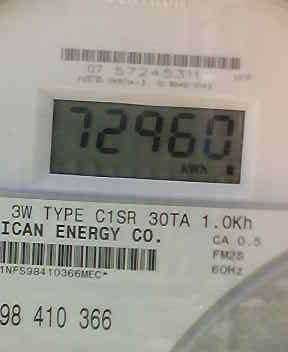 07 57245311
72960
kWh
3W TYPE C1SR 30TA 1.0Kh
ICAN ENERGY CO.
CA 0.5
FM2S
60Hz
1NFS98410366MEC*
98 410 366